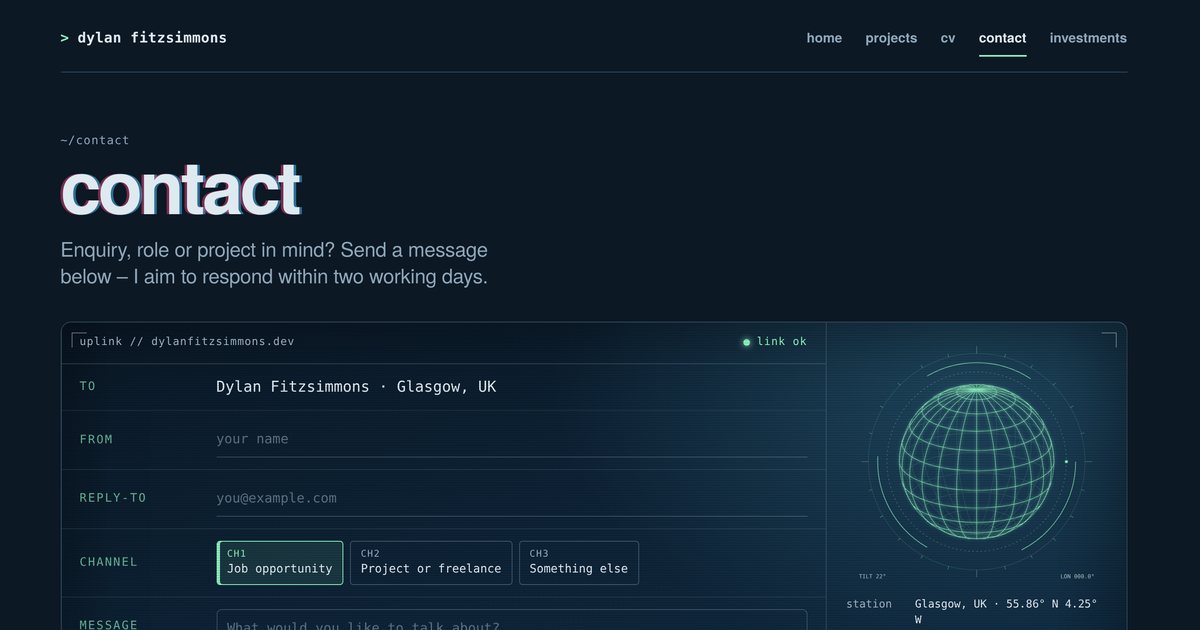 > dylan fitzsimmons
home projects cv contact investments
~/contact
contact
Enquiry, role or project in mind? Send a message
below – I aim to respond within two working days.
uplink // dylanfitzsimmons.dev
link ok
TO
Dylan Fitzsimmons · Glasgow, UK
FROM
your name
REPLY-TO
you@example.com
CHANNEL
CH1
Job opportunity
CH2
Project or freelance
CH3
Something else
MESSAGE
What would you like to talk about?
TILT 22°
LON 000.0°
station
Glasgow, UK · 55.86° N 4.25°
W